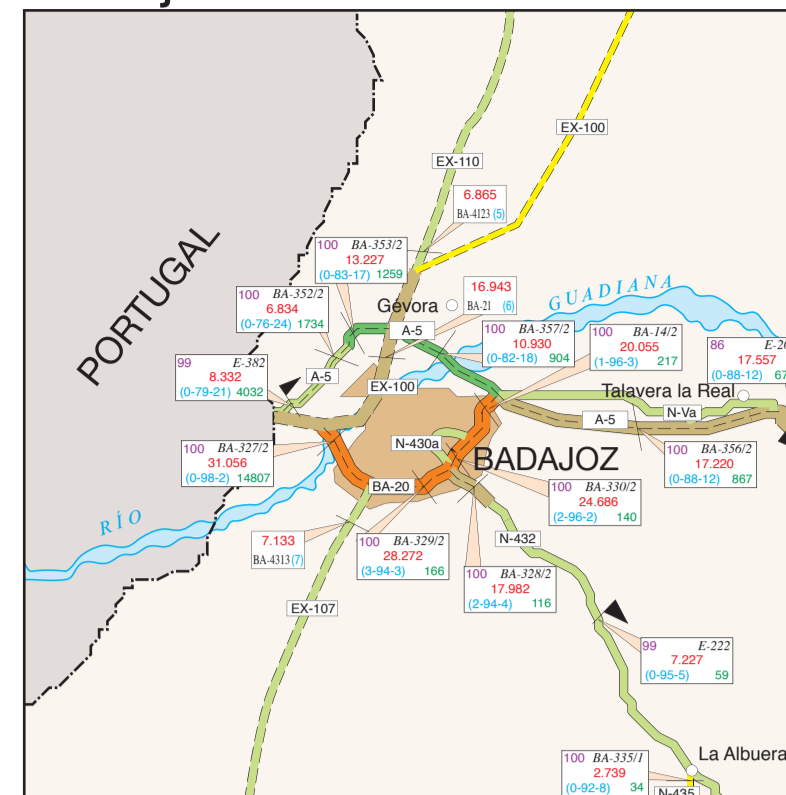 EX-100
EX-110
6.865
BA-4123 (5)
PORTUGAL
100 BA-353/2
13.227
(0-83-17) 1259
16.943
BA-21 (6)
GUADIANA
100 BA-352/2
6.834
(0-76-24) 1734
Gévora
A-5
100 BA-357/2
10.930
(0-82-18) 904
100 BA-14/2
20.055
(1-96-3) 217
86
17.557
(0-88-12)
99 E-382
8.332
(0-79-21) 4032
A-5
EX-100
Talavera la Real
N-Va
A-5
100 BA-327/2
31.056
(0-98-2) 14807
N-430a
BADAJOZ
100 BA-356/2
17.220
(0-88-12) 867
BA-20
100 BA-330/2
24.686
(2-96-2) 140
RÍO
7.133
BA-4313 (7)
100 BA-329/2
28.272
(3-94-3) 166
N-432
100 BA-328/2
17.982
(2-94-4) 116
EX-107
99 E-222
7.227
(0-95-5) 59
La Albuera
100 BA-335/1
2.739
(0-92-8) 34
N-435